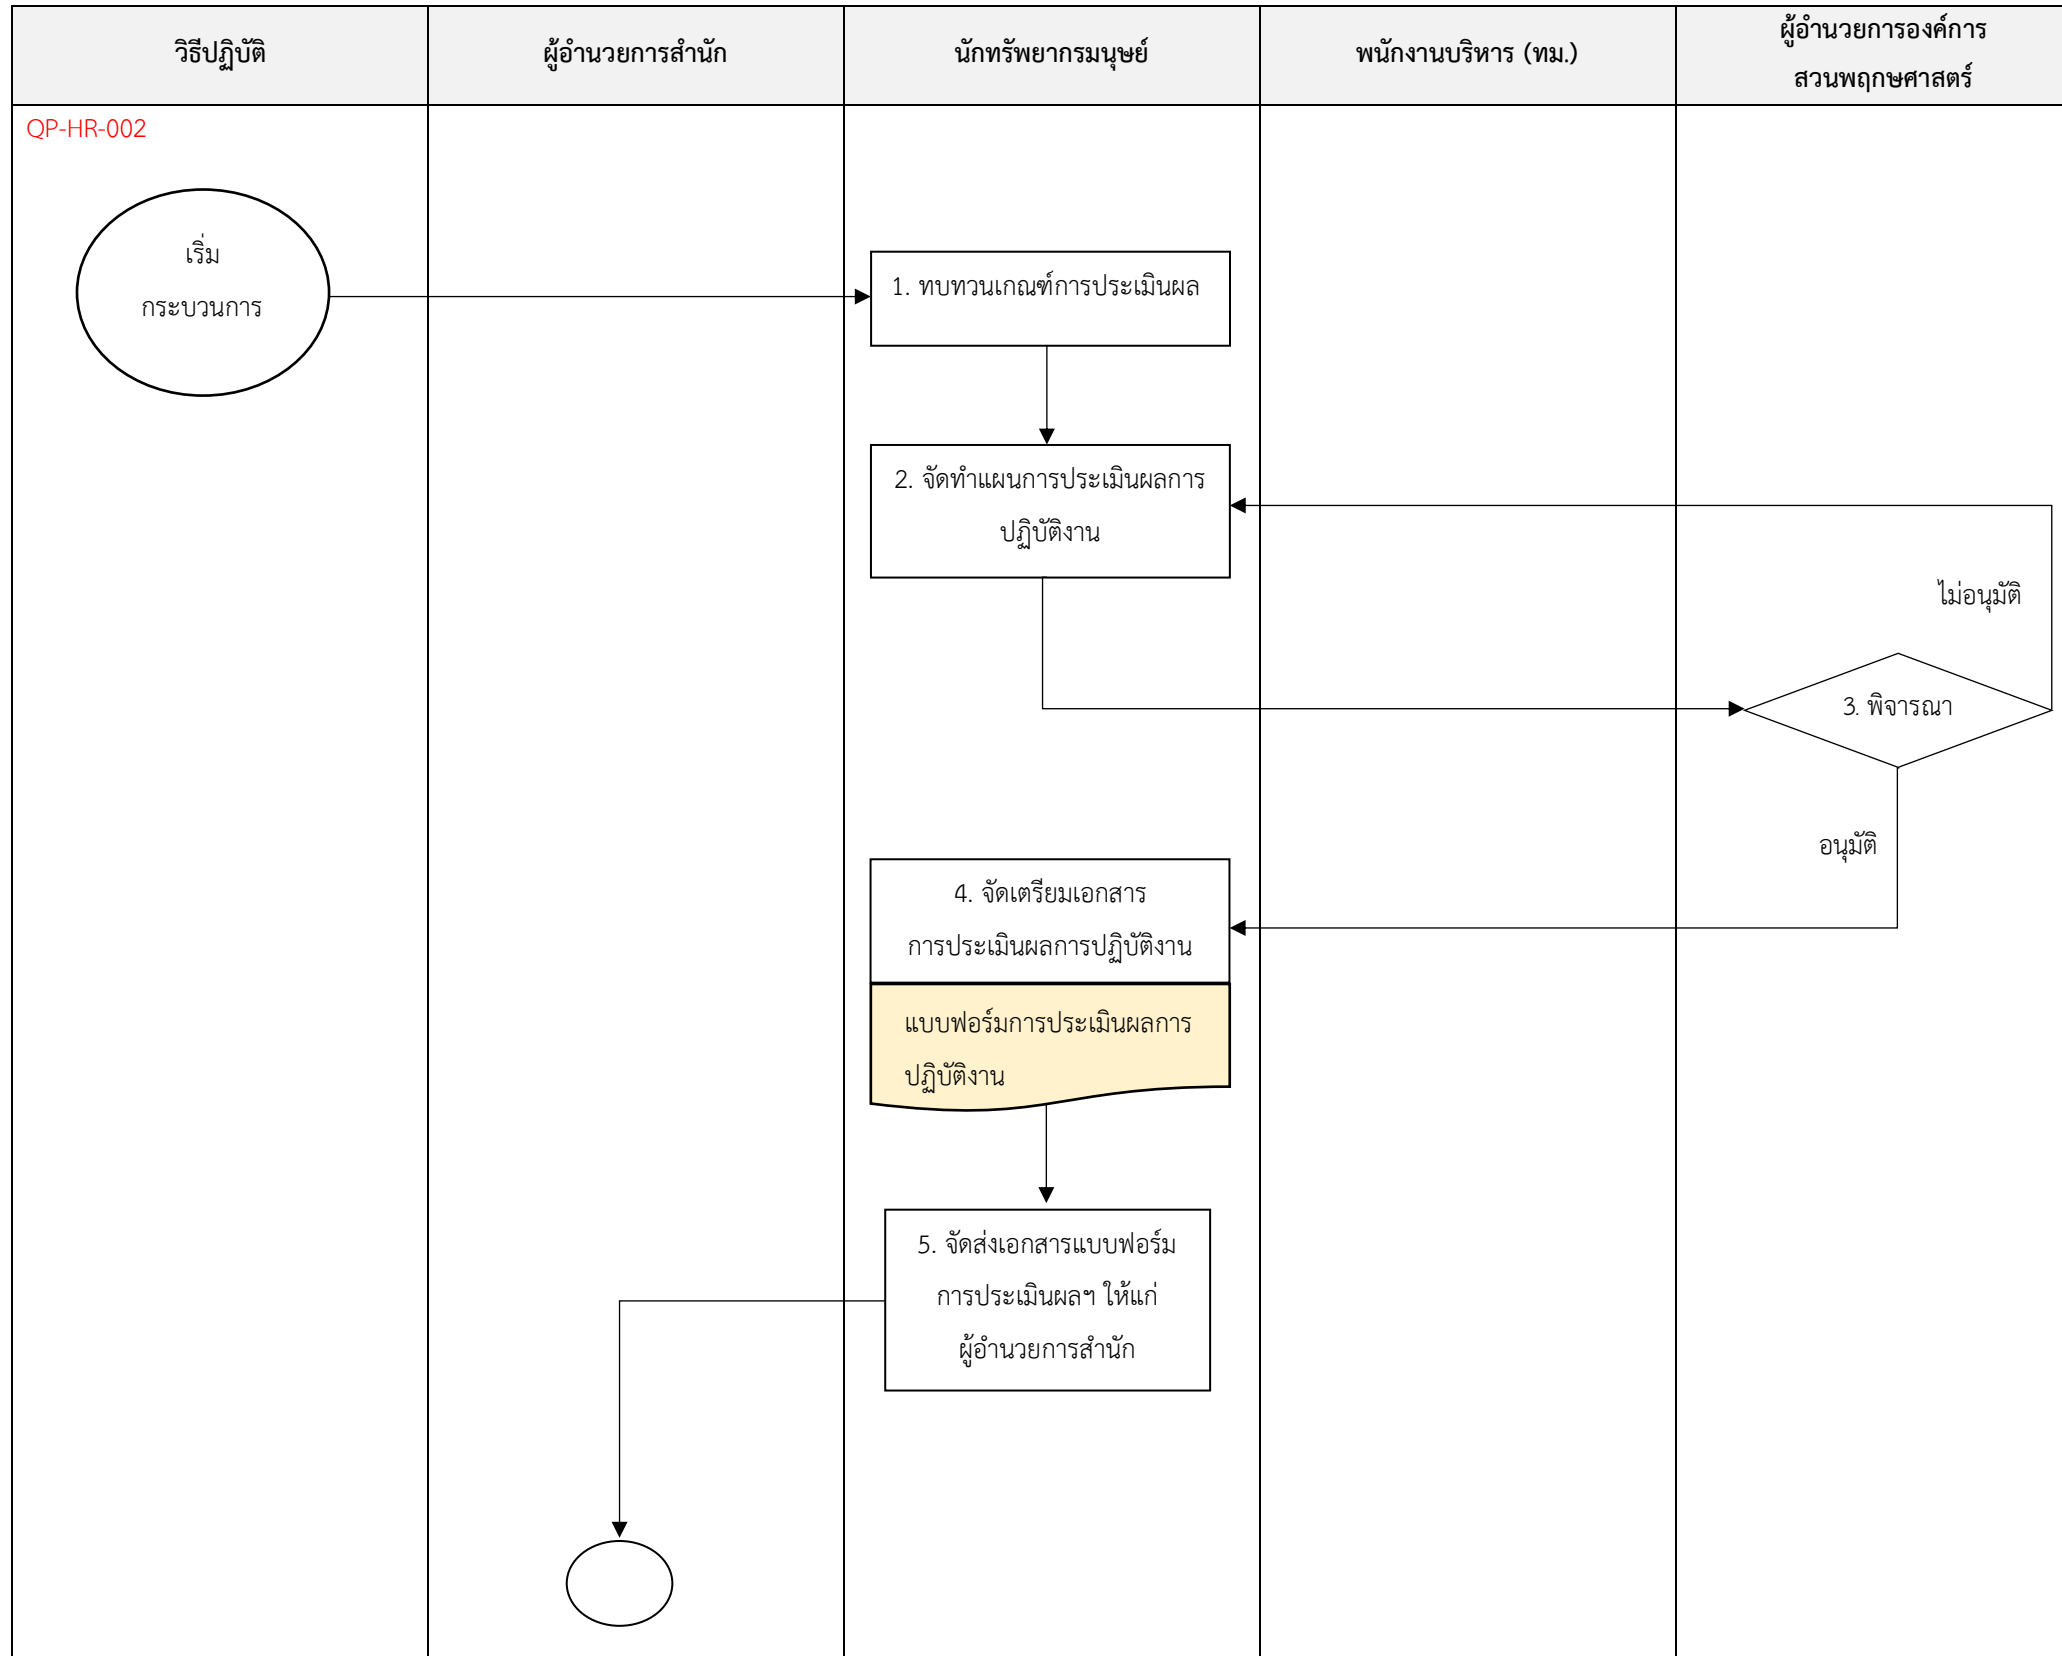 วิธีปฏิบัติ
ผู้อำนวยการสำนัก
นักทรัพยากรมนุษย์
พนักงานบริหาร (ทม.)
ผู้อำนวยการองค์การ
สวนพฤกษศาสตร์
QP-HR-002
เริ่ม
กระบวนการ
1. ทบทวนเกณฑ์การประเมินผล
2. จัดทำแผนการประเมินผลการ
ปฏิบัติงาน
ไม่อนุมัติ
3. พิจารณา
อนุมัติ
4. จัดเตรียมเอกสาร
การประเมินผลการปฏิบัติงาน
แบบฟอร์มการประเมินผลการ
ปฏิบัติงาน
5. จัดส่งเอกสารแบบฟอร์ม
การประเมินผลฯ ให้แก่
ผู้อำนวยการสำนัก